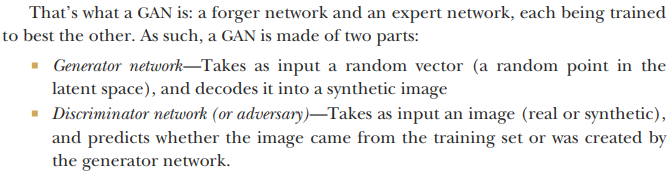 That's what a GAN is: a forger network and an expert network, each being trained
to best the other. As such, a GAN is made of two parts:
■ Generator network—Takes as input a random vector (a random point in the
latent space), and decodes it into a synthetic image
■ Discriminator network (or adversary)—Takes as input an image (real or synthetic),
and predicts whether the image came from the training set or was created by
the generator network.